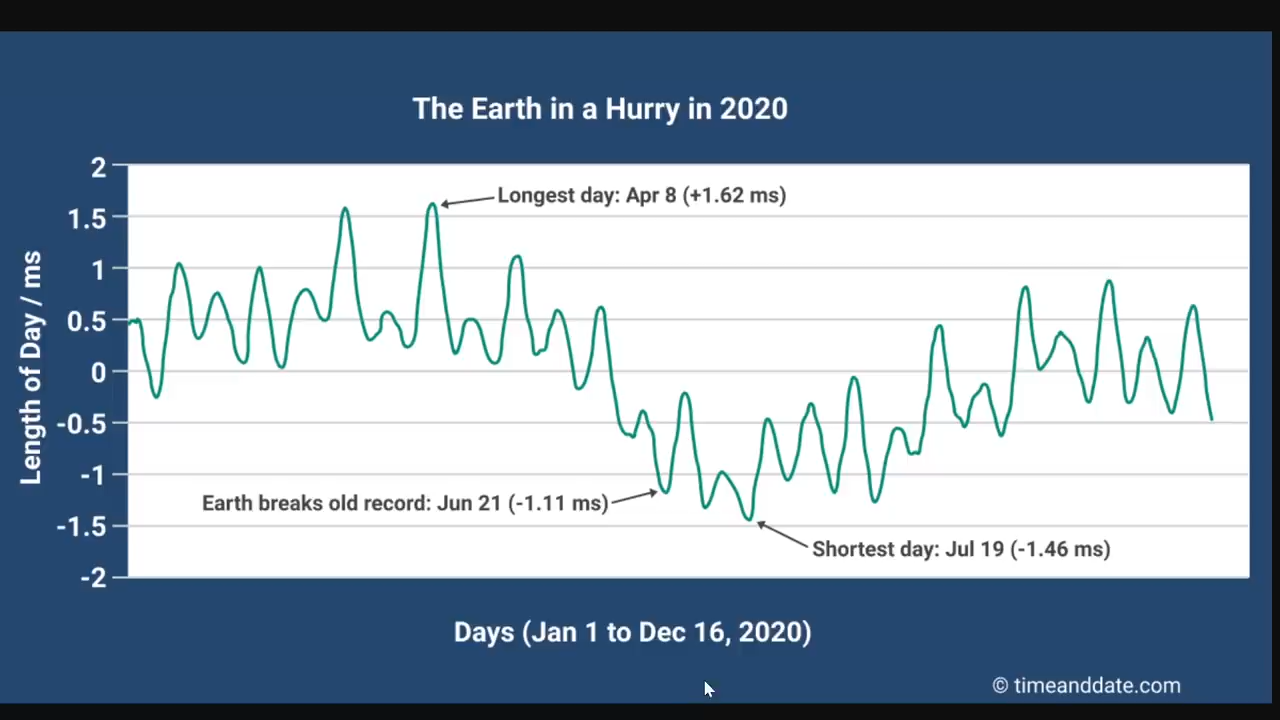 The Earth in a Hurry in 2020
Length of Day / ms
2
1.5
1
0.5
0
-0.5
-1
-1.5
-2
Longest day: Apr 8 (+1.62 ms)
Earth breaks old record: Jun 21 (-1.11 ms)
Shortest day: Jul 19 (-1.46 ms)
Days (Jan 1 to Dec 16, 2020)
© timeanddate.com